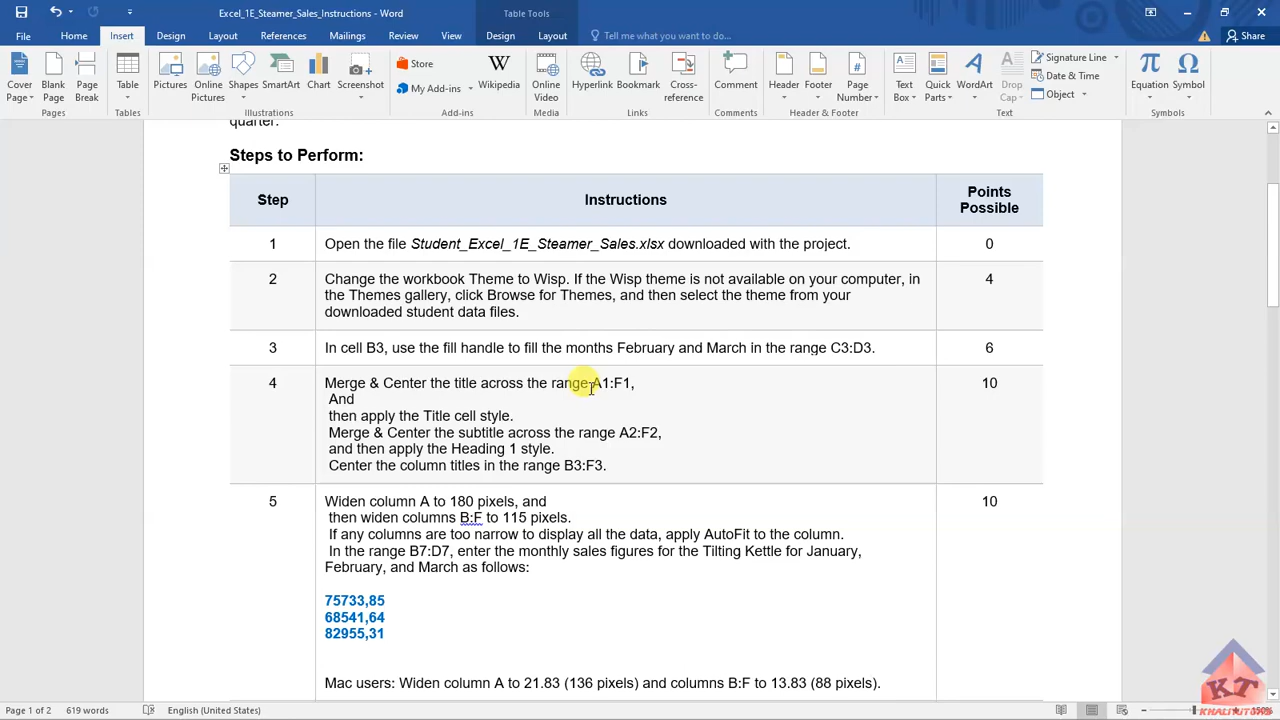 Excel_1E_Steamer_Sales_Instructions - Word
Table Tools
File Home Insert Design Layout References Mailings Review View Design Layout Tell me what you want to do... Share
Cover Page Blank Page Page Break Table Pictures Online Pictures Shapes SmartArt Chart Screenshot Store My Add-ins Wikipedia Online Video Hyperlink Bookmark Cross-reference Comment Header Footer Page Number Text Box Quick Parts WordArt Drop Cap Signature Line Date & Time Object Equation Symbol
Pages Tables Illustrations Add-ins Media Links Comments Header & Footer Text Symbols
quarter.
Steps to Perform:
Step Instructions Points Possible
1 Open the file Student_Excel_1E_Steamer_Sales.xlsx downloaded with the project. 0
2 Change the workbook Theme to Wisp. If the Wisp theme is not available on your computer, in 4
the Themes gallery, click Browse for Themes, and then select the theme from your
downloaded student data files.
3 In cell B3, use the fill handle to fill the months February and March in the range C3:D3. 6
4 Merge & Center the title across the range A1:F1, 10
And
then apply the Title cell style.
Merge & Center the subtitle across the range A2:F2,
and then apply the Heading 1 style.
Center the column titles in the range B3:F3.
5 Widen column A to 180 pixels, and 10
then widen columns B:F to 115 pixels.
If any columns are too narrow to display all the data, apply AutoFit to the column.
In the range B7:D7, enter the monthly sales figures for the Tilting Kettle for January,
February, and March as follows:
75733,85
68541,64
82955,31
Mac users: Widen column A to 21.83 (136 pixels) and columns B:F to 13.83 (88 pixels).
KT
KHALITUTORS
Page 1 of 2 619 words English (United States) 150%